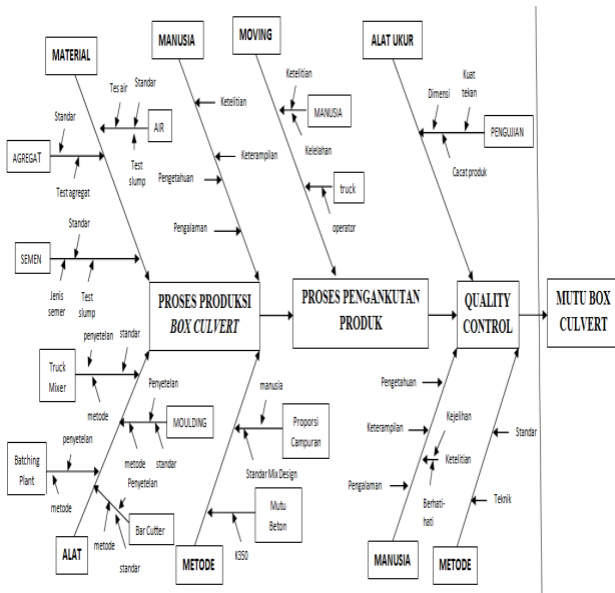 MATERIAL
MANUSIA
MOVING
ALAT UKUR
Tes air
Standar
AIR
Test
slump
Standar
AGREGAT
Test agregat
Standar
SEMEN
Jenis
semer
Test
slump
Ketelitian
Keterampilan
Pengetahuan
Pengalaman
Ketelitian
MANUSIA
Kelelahan
truck
operator
Dimensi
Kuat
tekan
PENGUJIAN
Cacat produk
PROSES PRODUKSI
BOX CULVERT
PROSES PENGANKUTAN
PRODUK
QUALITY
CONTROL
MUTU BOX
CULVERT
penyetelan
standar
Truck
Mixer
metode
Penyetelan
MOULDING
metode
standar
penyetelan
Batching
Plant
metode
Penyetelan
metode
standar
Bar Cutter
ALAT
manusia
Proporsi
Campuran
Standar Mix Design
Mutu
Beton
K350
METODE
Pengetahuan
Keterampilan
Kejelihan
Ketelitian
Pengalaman
Berhati-
hati
MANUSIA
Standar
Teknik
METODE